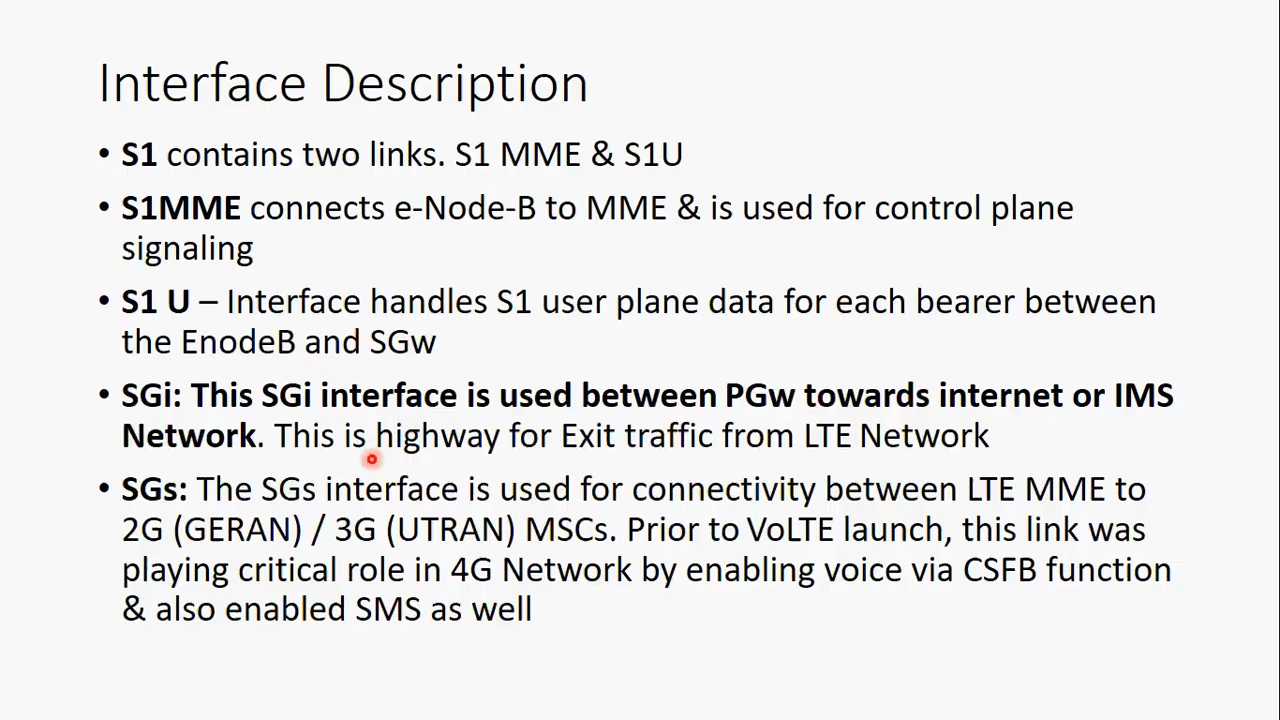 Interface Description
• S1 contains two links. S1 MME & S1U
• S1MME connects e-Node-B to MME & is used for control plane
signaling
• S1 U – Interface handles S1 user plane data for each bearer between
the EnodeB and SGw
• SGi: This SGi interface is used between PGw towards internet or IMS
Network. This is highway for Exit traffic from LTE Network
• SGs: The SGs interface is used for connectivity between LTE MME to
2G (GERAN) / 3G (UTRAN) MSCs. Prior to VoLTE launch, this link was
playing critical role in 4G Network by enabling voice via CSFB function
& also enabled SMS as well